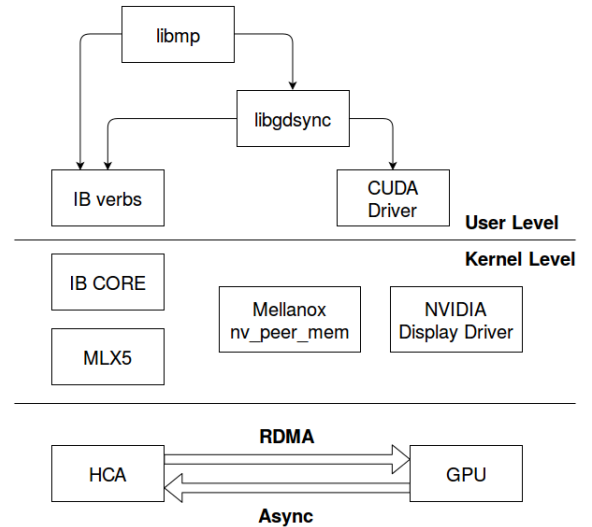 libmp
libgdsync
IB verbs
CUDA
Driver
User Level
Kernel Level
IB CORE
Mellanox
nv_peer_mem
NVIDIA
Display Driver
MLX5
RDMA
HCA
GPU
Async